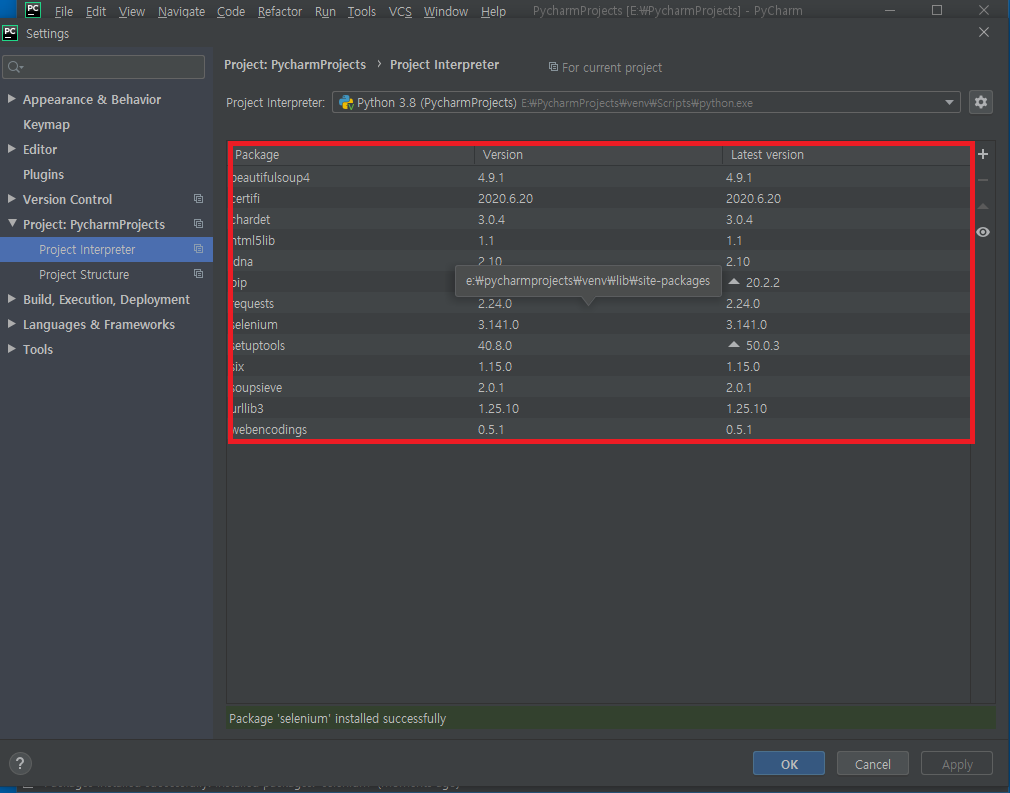 PC File Edit View Navigate Code Refactor Run Tools VCS Window Help PycharmProjects [E:₩PycharmProjects] - PyCharm
PC Settings
Project: PycharmProjects › Project Interpreter For current project
Appearance & Behavior
Keymap
Editor
Plugins
Version Control
Project: PycharmProjects
Project Interpreter
Project Structure
Build, Execution, Deployment
Languages & Frameworks
Tools
Project Interpreter: Python 3.8 (PycharmProjects) E:₩PycharmProjects₩venv₩Scripts₩python.exe
Package Version Latest version
beautifulsoup4 4.9.1 4.9.1
certifi 2020.6.20 2020.6.20
chardet 3.0.4 3.0.4
html5lib 1.1 1.1
idna 2.10 2.10
e:₩pycharmprojects₩venv₩lib₩site-packages
pip 20.2.2
requests 2.24.0 2.24.0
selenium 3.141.0 3.141.0
setuptools 40.8.0 50.0.3
six 1.15.0 1.15.0
soupsieve 2.0.1 2.0.1
urllib3 1.25.10 1.25.10
webencodings 0.5.1 0.5.1
Package 'selenium' installed successfully
? OK Cancel Apply